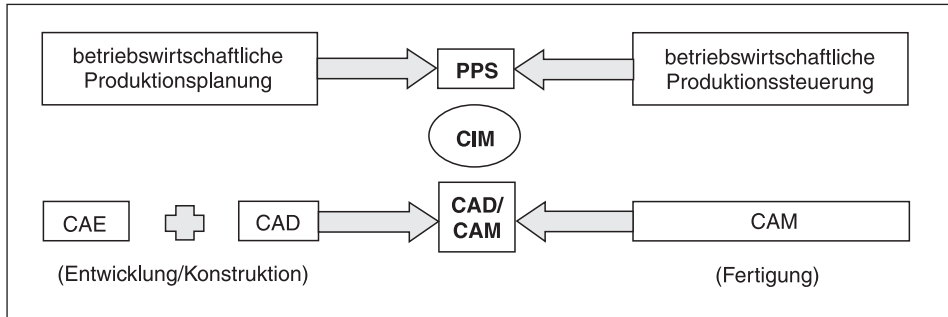 betriebswirtschaftliche
Produktionsplanung
PPS
betriebswirtschaftliche
Produktionssteuerung
CIM
CAE
CAD
CAD/
CAM
CAM
(Entwicklung/Konstruktion)
(Fertigung)